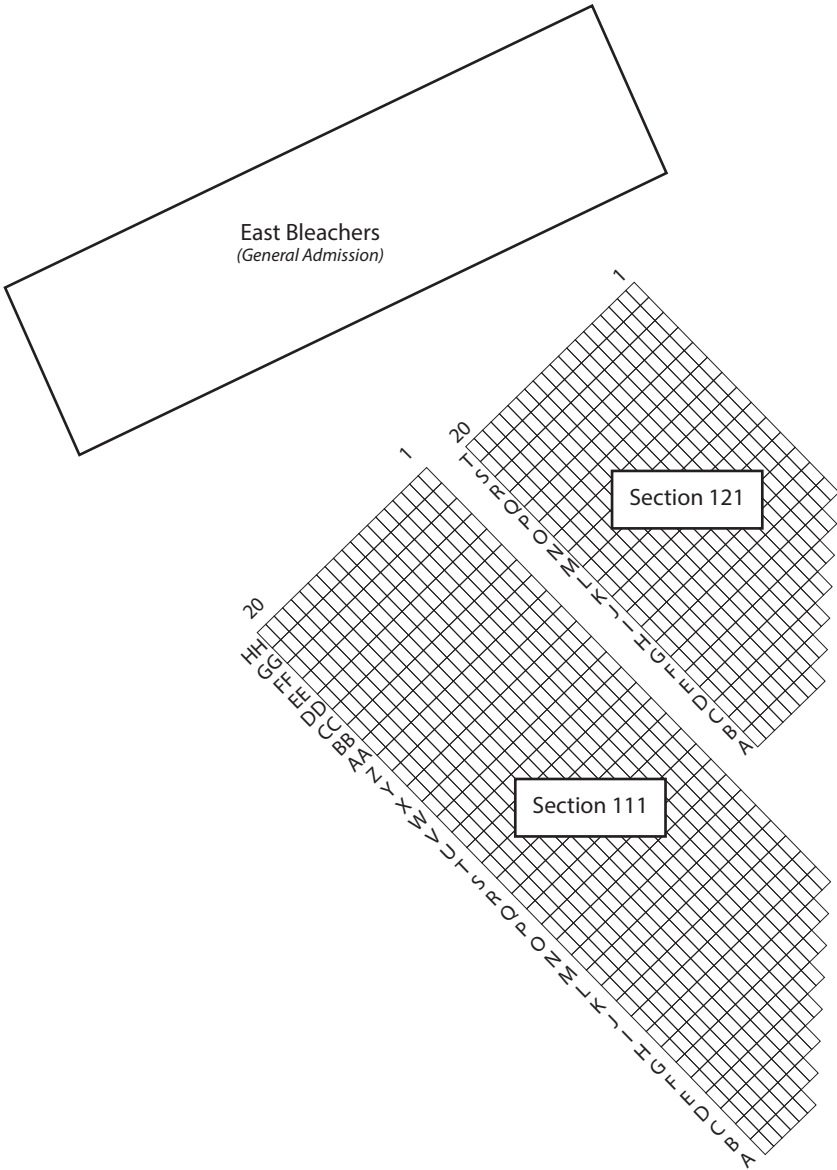 East Bleachers
(General Admission)
1
20
T
S
R
Q
P
O
N
M
L
K
J
I
H
G
F
E
D
C
B
A
Section 121
1
20
HH
GG
FF
EE
DD
CC
BB
AA
Z
Y
X
W
V
U
T
S
R
Q
P
O
N
M
L
K
J
I
H
G
F
E
D
C
B
A
Section 111